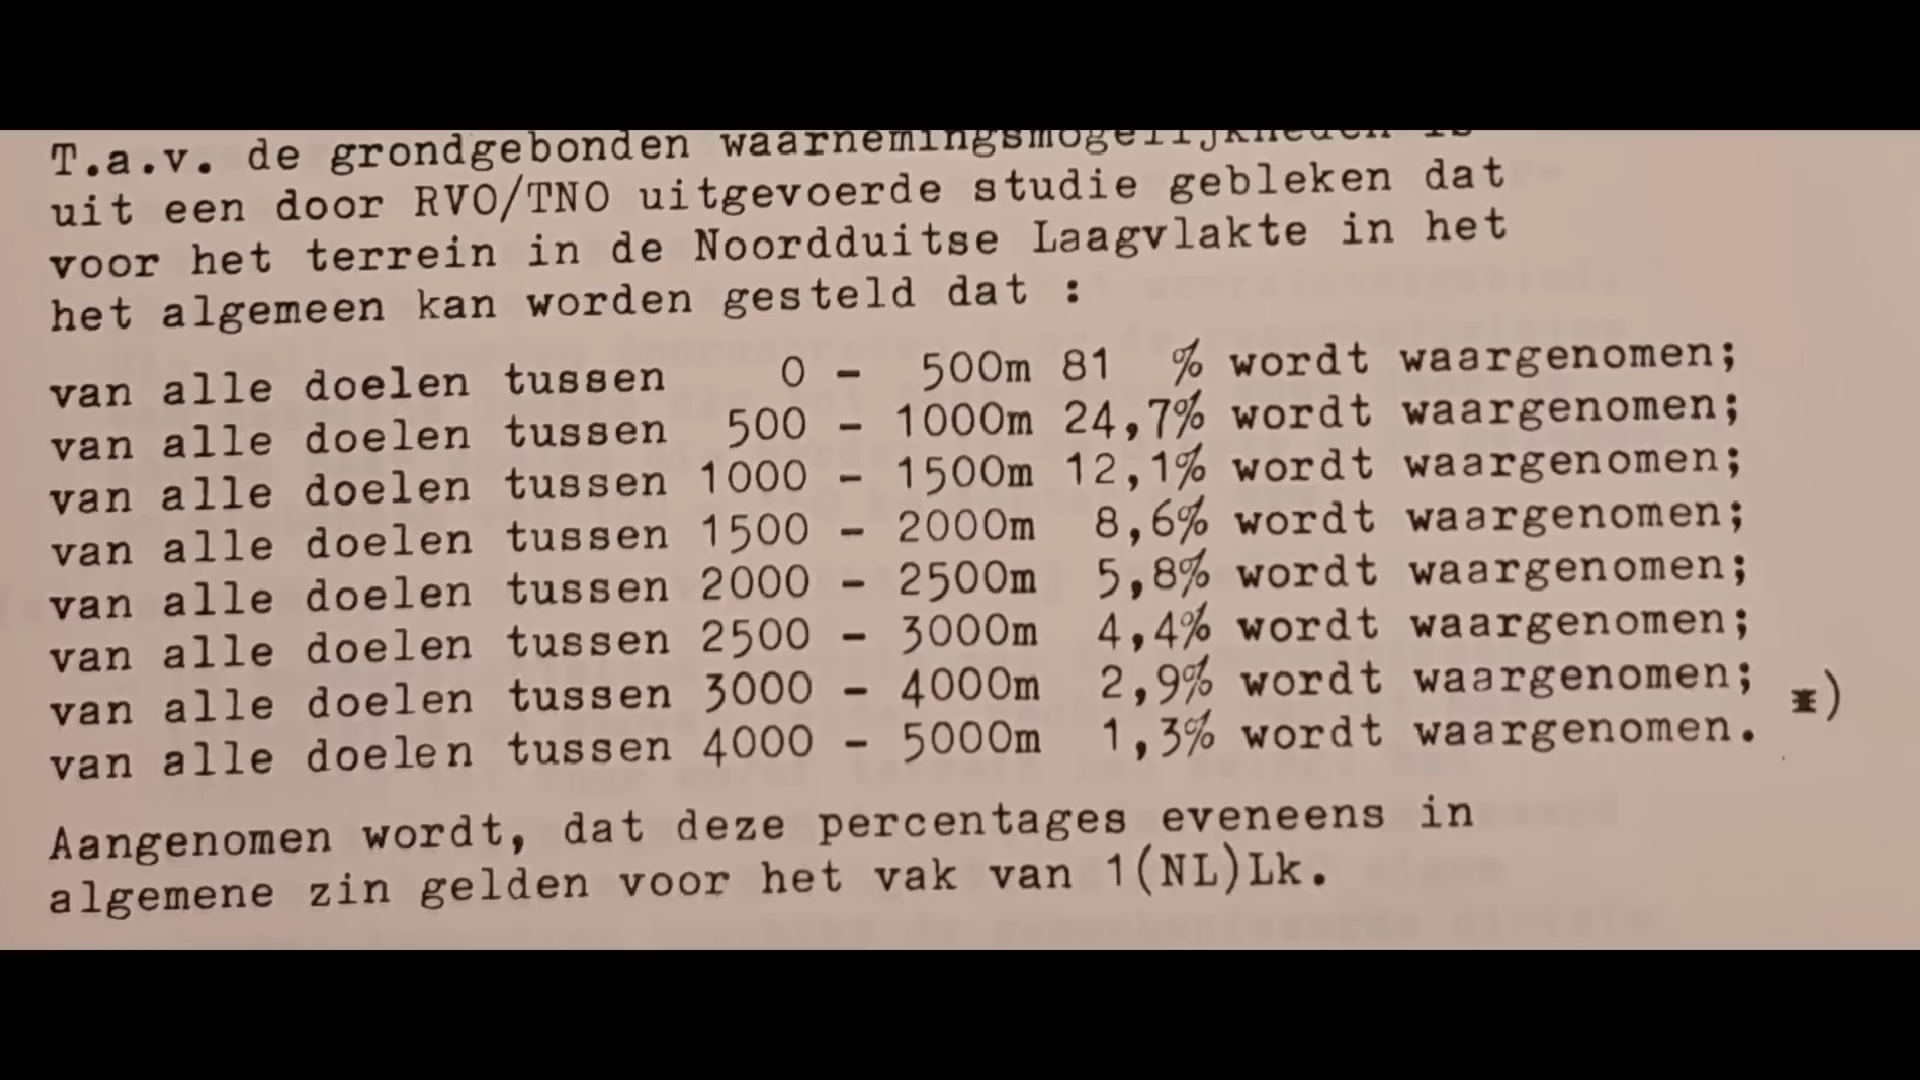 T.a.v. de grondgebonden waarnemingsmogelijkheden is
uit een door RVO/TNO uitgevoerde studie gebleken dat
voor het terrein in de Noordduitse Laagvlakte in het
het algemeen kan worden gesteld dat :
van alle doelen tussen 0 - 500m 81 % wordt waargenomen;
van alle doelen tussen 500 - 1000m 24,7% wordt waargenomen;
van alle doelen tussen 1000 - 1500m 12,1% wordt waargenomen;
van alle doelen tussen 1500 - 2000m 8,6% wordt waargenomen;
van alle doelen tussen 2000 - 2500m 5,8% wordt waargenomen;
van alle doelen tussen 2500 - 3000m 4,4% wordt waargenomen;
van alle doelen tussen 3000 - 4000m 2,9% wordt waargenomen;
van alle doelen tussen 4000 - 5000m 1,3% wordt waargenomen. *)
Aangenomen wordt, dat deze percentages eveneens in
algemene zin gelden voor het vak van 1(NL)Lk.